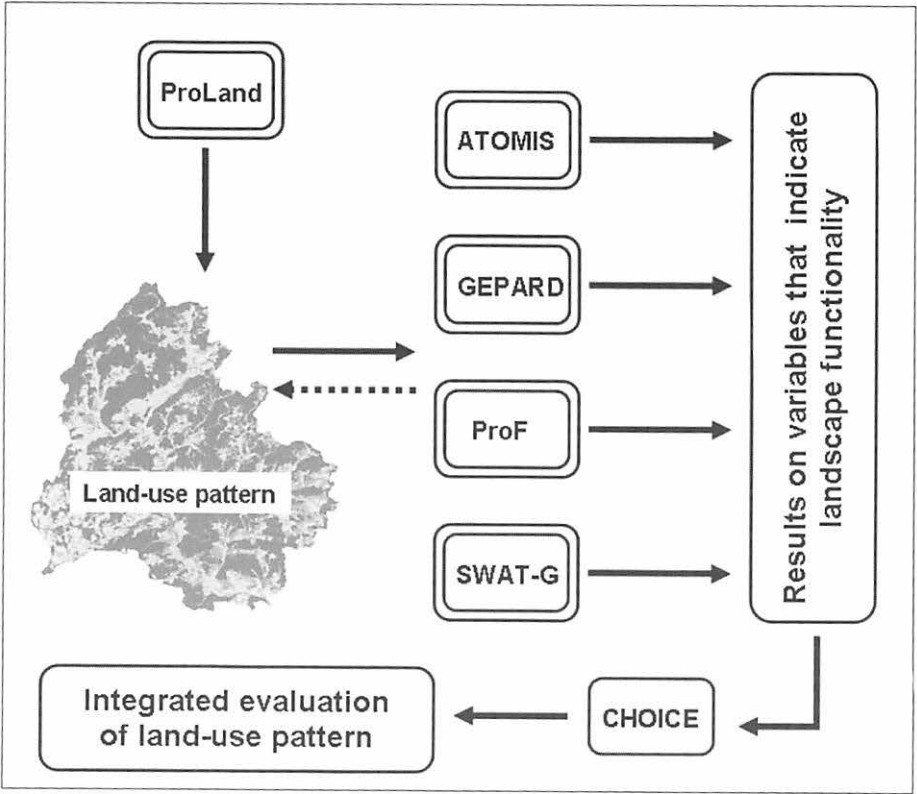 ProLand
ATOMIS
GEPARD
ProF
SWAT-G
Results on variables that indicate
landscape functionality
Land-use pattern
CHOICE
Integrated evaluation
of land-use pattern